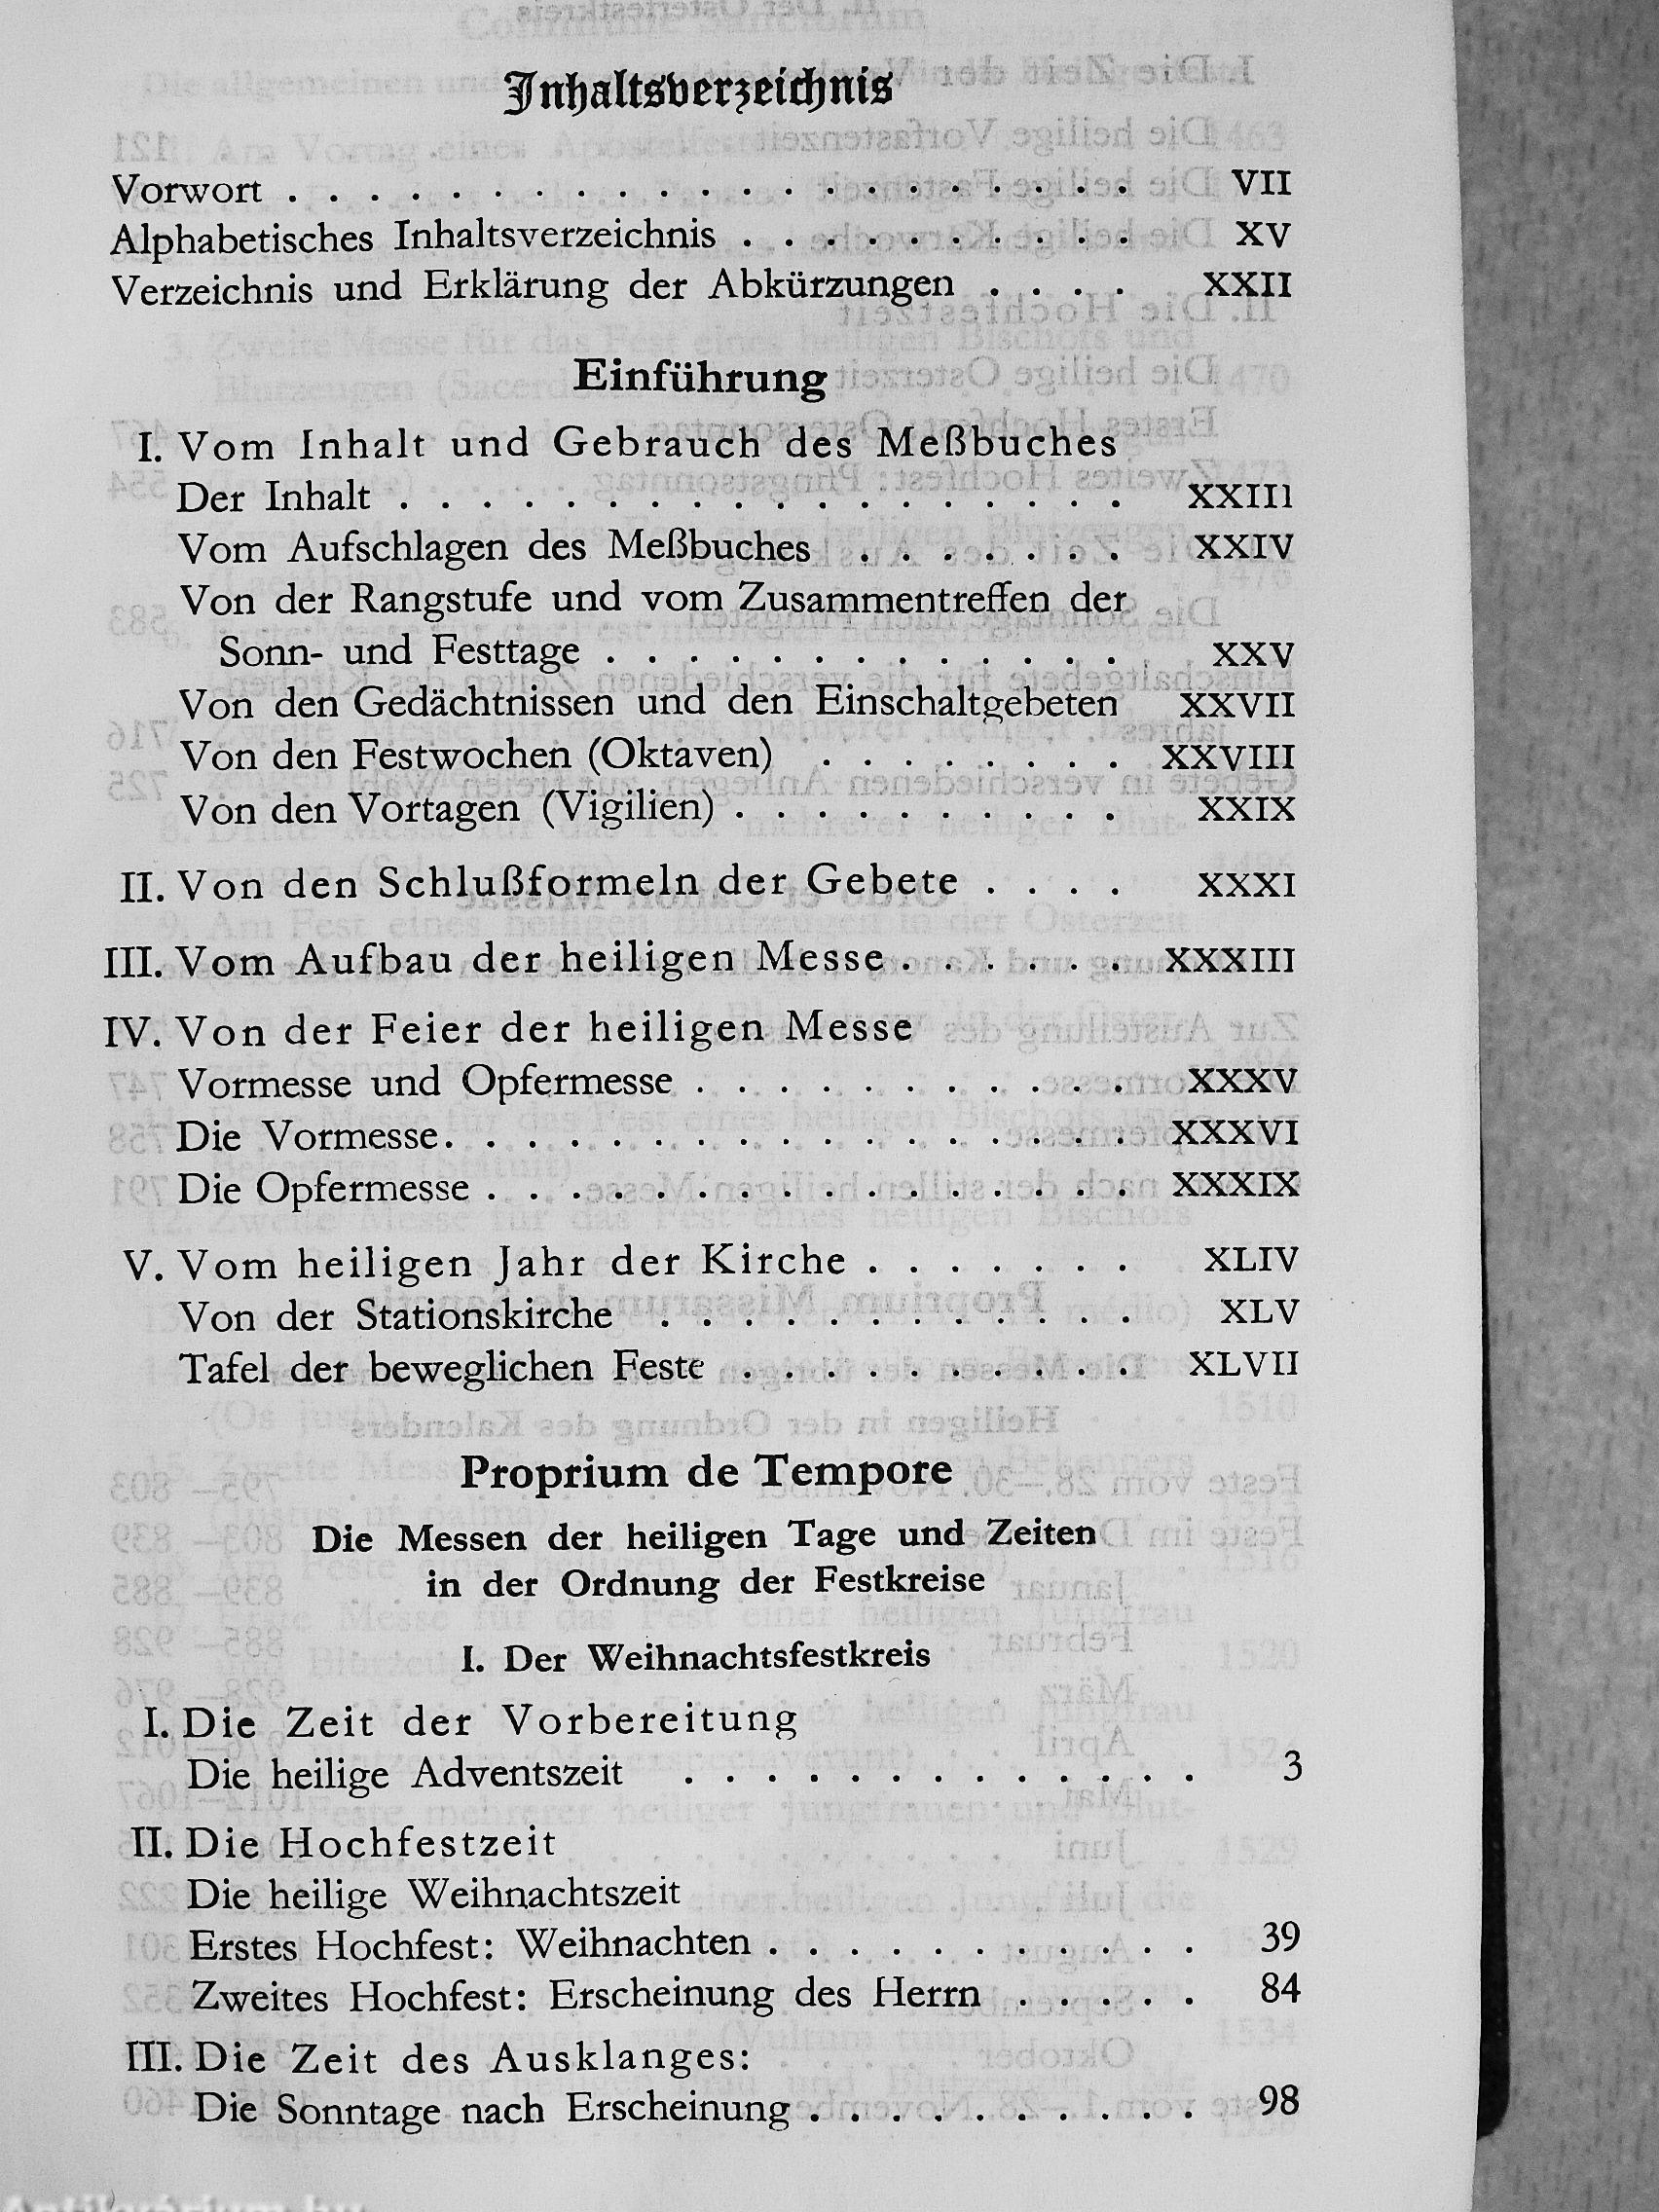 Inhaltsverzeichnis
Vorwort . . . . . . . . . . . . . . . . . . . . . VII
Alphabetisches Inhaltsverzeichnis . . . . . . . . . . XV
Verzeichnis und Erklärung der Abkürzungen . . . . XXII
Einführung
I. Vom Inhalt und Gebrauch des Meßbuches
Der Inhalt . . . . . . . . . . . . . . . . . . XXIII
Vom Aufschlagen des Meßbuches . . . . . . . XXIV
Von der Rangstufe und vom Zusammentreffen der
Sonn- und Festtage . . . . . . . . . . . . . XXV
Von den Gedächtnissen und den Einschaltgebeten XXVII
Von den Festwochen (Oktaven) . . . . . . . . XXVIII
Von den Vortagen (Vigilien) . . . . . . . . . . XXIX
II. Von den Schlußformeln der Gebete . . . . XXXI
III. Vom Aufbau der heiligen Messe . . . . . . XXXIII
IV. Von der Feier der heiligen Messe
Vormesse und Opfermesse . . . . . . . . . . . XXXV
Die Vormesse . . . . . . . . . . . . . . . . . XXXVI
Die Opfermesse . . . . . . . . . . . . . . . . XXXIX
V. Vom heiligen Jahr der Kirche . . . . . . . XLIV
Von der Stationskirche . . . . . . . . . . . . XLV
Tafel der beweglichen Feste . . . . . . . . . . XLVII
Proprium de Tempore
Die Messen der heiligen Tage und Zeiten
in der Ordnung der Festkreise
I. Der Weihnachtsfestkreis
I. Die Zeit der Vorbereitung
Die heilige Adventszeit . . . . . . . . . . . . . 3
II. Die Hochfestzeit
Die heilige Weihnachtszeit
Erstes Hochfest: Weihnachten . . . . . . . . . . . 39
Zweites Hochfest: Erscheinung des Herrn . . . . . 84
III. Die Zeit des Ausklanges:
Die Sonntage nach Erscheinung . . . . . . . . . . 98